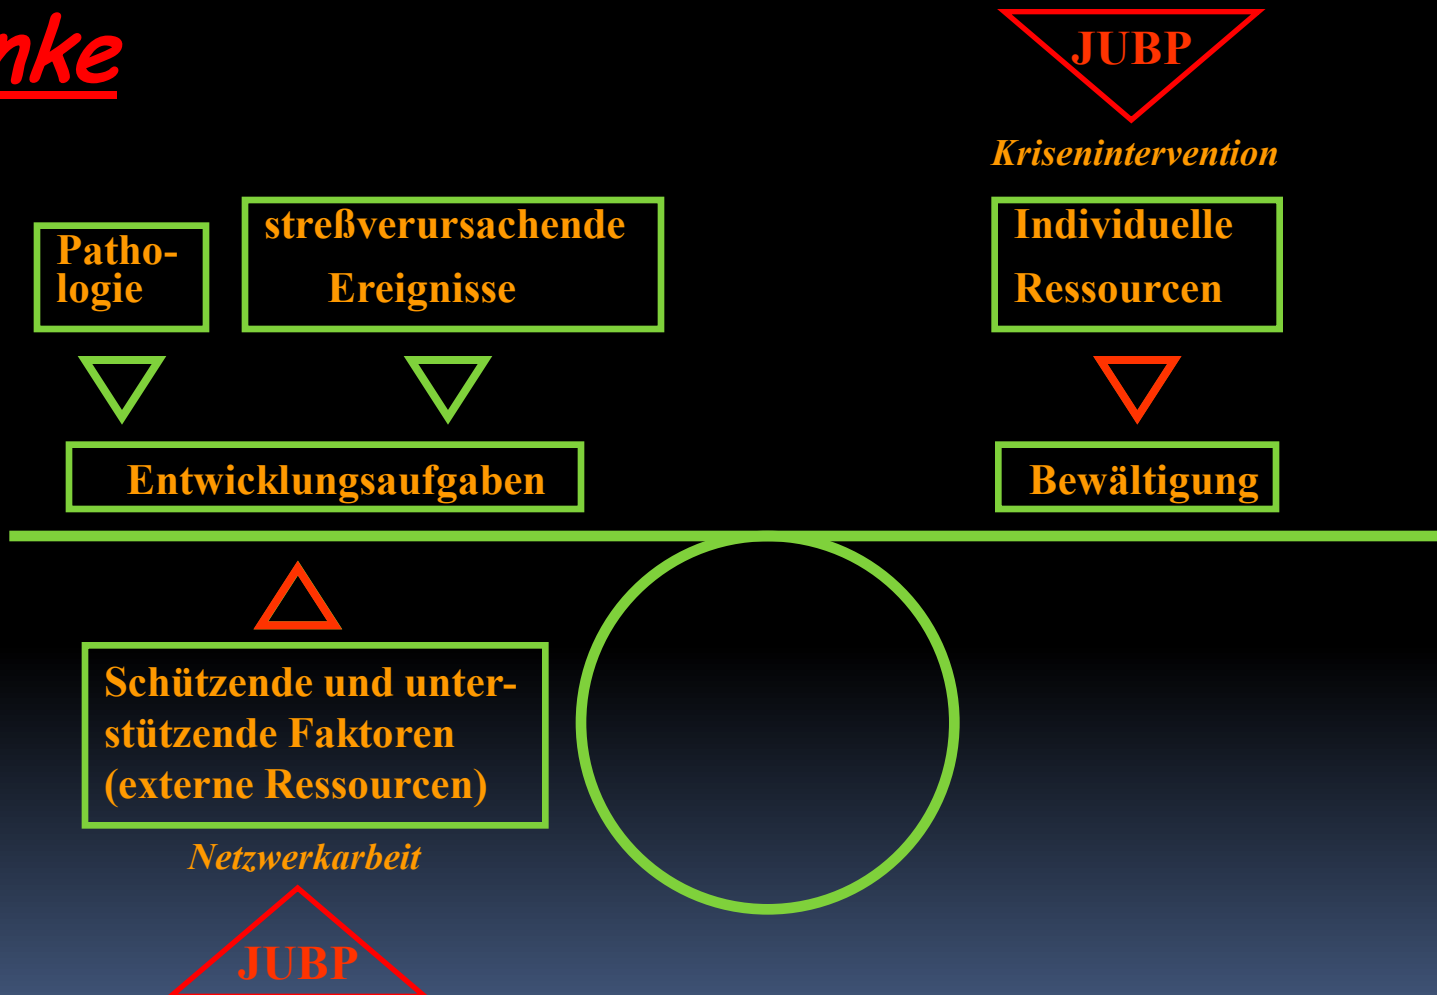 nke
JUBP
Krisenintervention
Patho-
logie
streßverursachende
Ereignisse
Individuelle
Ressourcen
Entwicklungsaufgaben
Bewältigung
Schützende und unter-
stützende Faktoren
(externe Ressourcen)
Netzwerkarbeit
JUBP